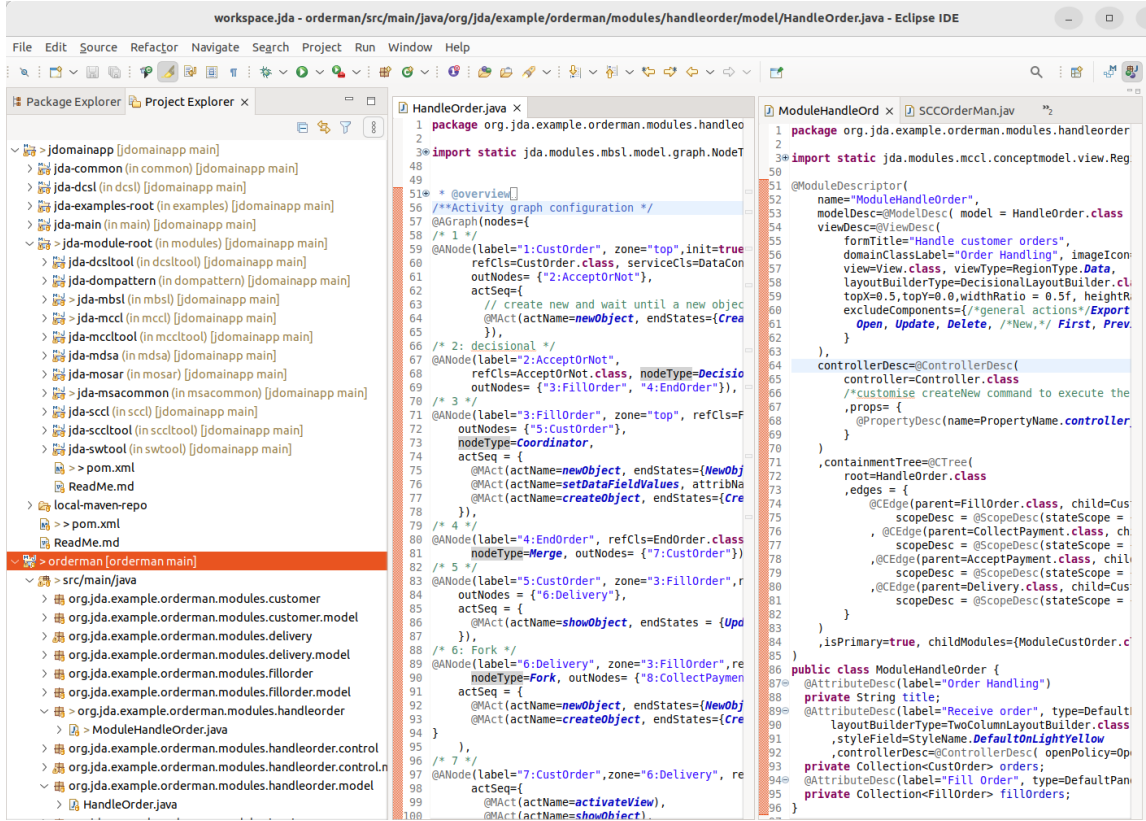 workspace.jda - orderman/src/main/java/org/jda/example/orderman/modules/handleorder/model/HandleOrder.java - Eclipse IDE
File Edit Source Refactor Navigate Search Project Run Window Help
Package Explorer Project Explorer ×
> jdomainapp [jdomainapp main]
> jda-common (in common) [jdomainapp main]
> jda-dcsl (in dcsl) [jdomainapp main]
> jda-examples-root (in examples) [jdomainapp main]
> jda-main (in main) [jdomainapp main]
> jda-module-root (in modules) [jdomainapp main]
> jda-dcsltool (in dcsltool) [jdomainapp main]
> jda-dompattern (in dompattern) [jdomainapp main]
> > jda-mbsl (in mbsl) [jdomainapp main]
> > jda-mccl (in mccl) [jdomainapp main]
> jda-mccltool (in mccltool) [jdomainapp main]
> jda-mdsa (in mdsa) [jdomainapp main]
> jda-mosar (in mosar) [jdomainapp main]
> > jda-msacommon (in msacommon) [jdomainapp main]
> jda-sccl (in sccl) [jdomainapp main]
> jda-sccltool (in sccltool) [jdomainapp main]
> jda-swtool (in swtool) [jdomainapp main]
> > pom.xml
ReadMe.md
> local-maven-repo
> > pom.xml
ReadMe.md
> orderman [orderman main]
> src/main/java
> org.jda.example.orderman.modules.customer
> org.jda.example.orderman.modules.customer.model
> org.jda.example.orderman.modules.delivery
> org.jda.example.orderman.modules.delivery.model
> org.jda.example.orderman.modules.fillorder
> org.jda.example.orderman.modules.fillorder.model
> org.jda.example.orderman.modules.handleorder
> > ModuleHandleOrder.java
> org.jda.example.orderman.modules.handleorder.control
> org.jda.example.orderman.modules.handleorder.control.n
org.jda.example.orderman.modules.handleorder.model
> HandleOrder.java
HandleOrder.java ×
1 package org.jda.example.orderman.modules.handleo
2
3 import static jda.modules.mbsl.model.graph.NodeT
48
49
51 * @overview
56 /**Activity graph configuration */
57 @AGraph(nodes={
58 /* 1 */
59 @ANode(label="1:CustOrder", zone="top",init=true
60 refCls=CustOrder.class, serviceCls=DataCon
61 outNodes= {"2:AcceptOrNot"},
62 actSeq={
63 // create new and wait until a new objec
64 @MAct(actName=newObject, endStates={Crea
65 }),
66 /* 2: decisional */
67 @ANode(label="2:AcceptOrNot",
68 refCls=AcceptOrNot.class, nodeType=Decisio
69 outNodes= {"3:FillOrder", "4:EndOrder"}),
70 /* 3 */
71 @ANode(label="3:FillOrder", zone="top", refCls=F
72 outNodes= {"5:CustOrder"},
73 nodeType=Coordinator,
74 actSeq = {
75 @MAct(actName=newObject, endStates={NewObj
76 @MAct(actName=setDataFieldValues, attribNa
77 @MAct(actName=createObject, endStates={Cre
78 }),
79 /* 4 */
80 @ANode(label="4:EndOrder", refCls=EndOrder.class
81 nodeType=Merge, outNodes= {"7:CustOrder"})
82 /* 5 */
83 @ANode(label="5:CustOrder", zone="3:FillOrder",r
84 outNodes = {"6:Delivery"},
85 actSeq = {
86 @MAct(actName=showObject, endStates = {Upd
87 }),
88 /* 6: Fork */
89 @ANode(label="6:Delivery", zone="3:FillOrder",re
90 nodeType=Fork, outNodes= {"8:CollectPaymen
91 actSeq = {
92 @MAct(actName=newObject, endStates={NewObj
93 @MAct(actName=createObject, endStates={Cre
94 }
95 ),
96 /* 7 */
97 @ANode(label="7:CustOrder",zone="6:Delivery", re
98 actSeq={
99 @MAct(actName=activateView),
100 @MAct(actName=showObject),
ModuleHandleOrd × SCCOrderMan.jav »2
1 package org.jda.example.orderman.modules.handleorder
2
3 import static jda.modules.mccl.conceptmodel.view.Reg
50
51 @ModuleDescriptor(
52 name="ModuleHandleOrder",
53 modelDesc=@ModelDesc( model = HandleOrder.class
54 viewDesc=@ViewDesc(
55 formTitle="Handle customer orders",
56 domainClassLabel="Order Handling", imageIcon=
57 view=View.class, viewType=RegionType.Data,
58 layoutBuilderType=DecisionalLayoutBuilder.cl
59 topX=0.5,topY=0.0,widthRatio = 0.5f, heightR
60 excludeComponents={/*general actions*/Export
61 Open, Update, Delete, /*New,*/ First, Prev
62 }
63 ),
64 controllerDesc=@ControllerDesc(
65 controller=Controller.class
66 /*customise createNew command to execute the
67 ,props= {
68 @PropertyDesc(name=PropertyName.controller
69 }
70 )
71 ,containmentTree=@CTree(
72 root=HandleOrder.class
73 ,edges = {
74 @CEdge(parent=FillOrder.class, child=Cus
75 scopeDesc = @ScopeDesc(stateScope =
76 , @CEdge(parent=CollectPayment.class, ch
77 scopeDesc = @ScopeDesc(stateScope =
78 ,@CEdge(parent=AcceptPayment.class, chil
79 scopeDesc = @ScopeDesc(stateScope =
80 ,@CEdge(parent=Delivery.class, child=Cus
81 scopeDesc = @ScopeDesc(stateScope =
82 }
83 )
84 ,isPrimary=true, childModules={ModuleCustOrder.c
85 )
86 public class ModuleHandleOrder {
87 @AttributeDesc(label="Order Handling")
88 private String title;
89 @AttributeDesc(label="Receive order", type=Default
90 layoutBuilderType=TwoColumnLayoutBuilder.class
91 ,styleField=StyleName.DefaultOnLightYellow
92 ,controllerDesc=@ControllerDesc( openPolicy=Op
93 private Collection<CustOrder> orders;
94 @AttributeDesc(label="Fill Order", type=DefaultPan
95 private Collection<FillOrder> fillOrders;
96 }